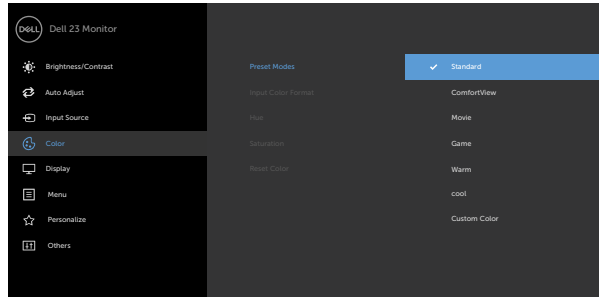 DELL Dell 23 Monitor
Brightness/Contrast Preset Modes Standard
Auto Adjust Input Color Format ComfortView
Input Source Hue Movie
Color Saturation Game
Display Reset Color Warm
Menu cool
Personalize Custom Color
Others